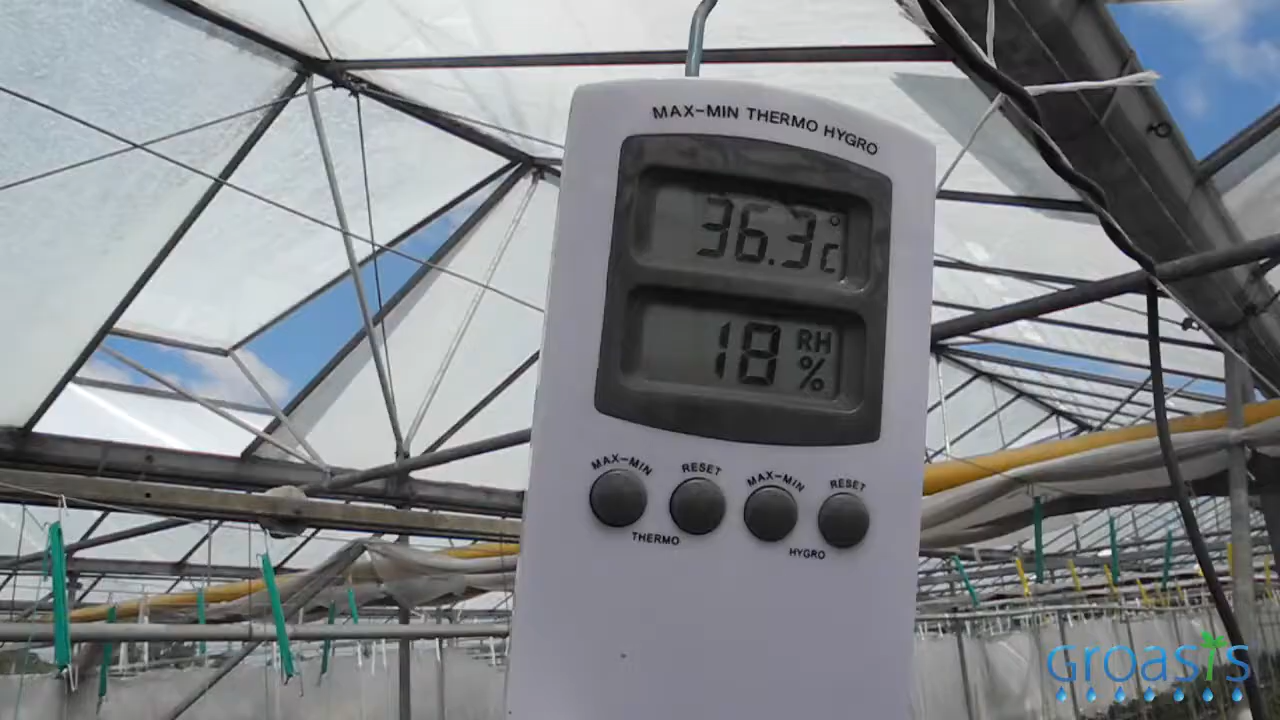 MAX-MIN THERMO HYGRO
36.3°C
18 RH %
MAX-MIN RESET MAX-MIN RESET
THERMO HYGRO
GROASIS